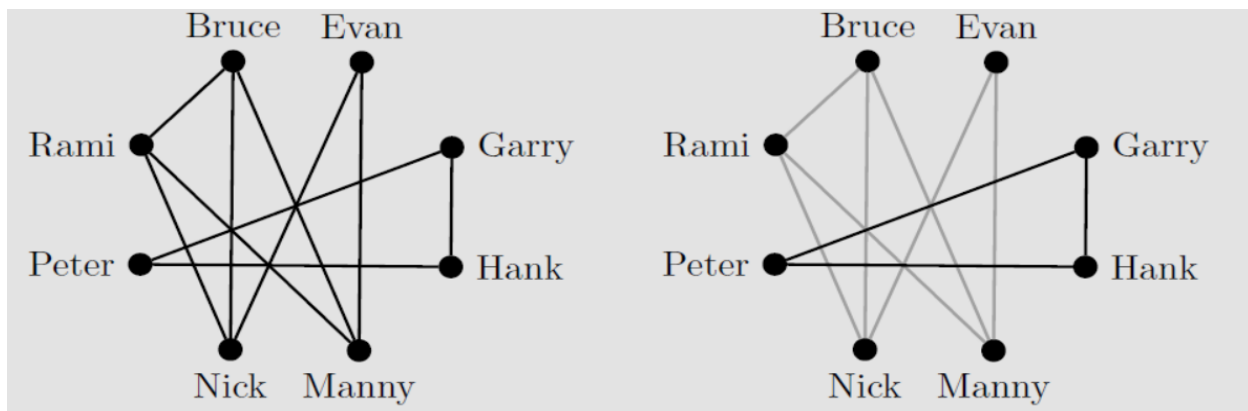 Bruce Evan
Rami
Garry
Peter
Hank
Nick Manny
Bruce Evan
Rami
Garry
Peter
Hank
Nick Manny